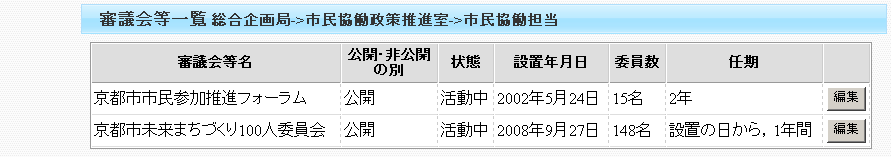 審議会等一覧 総合企画局->市民協働政策推進室->市民協働担当
審議会等名 公開・非公開の別 状態 設置年月日 委員数 任期
京都市市民参加推進フォーラム 公開 活動中 2002年5月24日 15名 2年 編集
京都市未来まちづくり100人委員会 公開 活動中 2008年9月27日 148名 設置の日から，1年間 編集